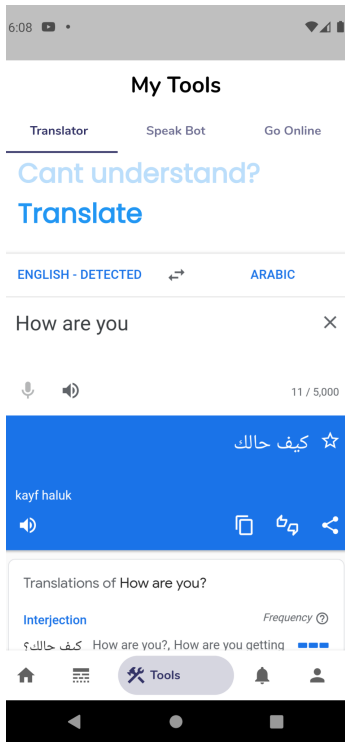 6:08
My Tools
Translator Speak Bot Go Online
Cant understand?
Translate
ENGLISH - DETECTED ARABIC
How are you
11 / 5,000
كيف حالك
kayf haluk
Translations of How are you?
Interjection Frequency
كيف حالك؟ How are you?, How are you getting
Tools